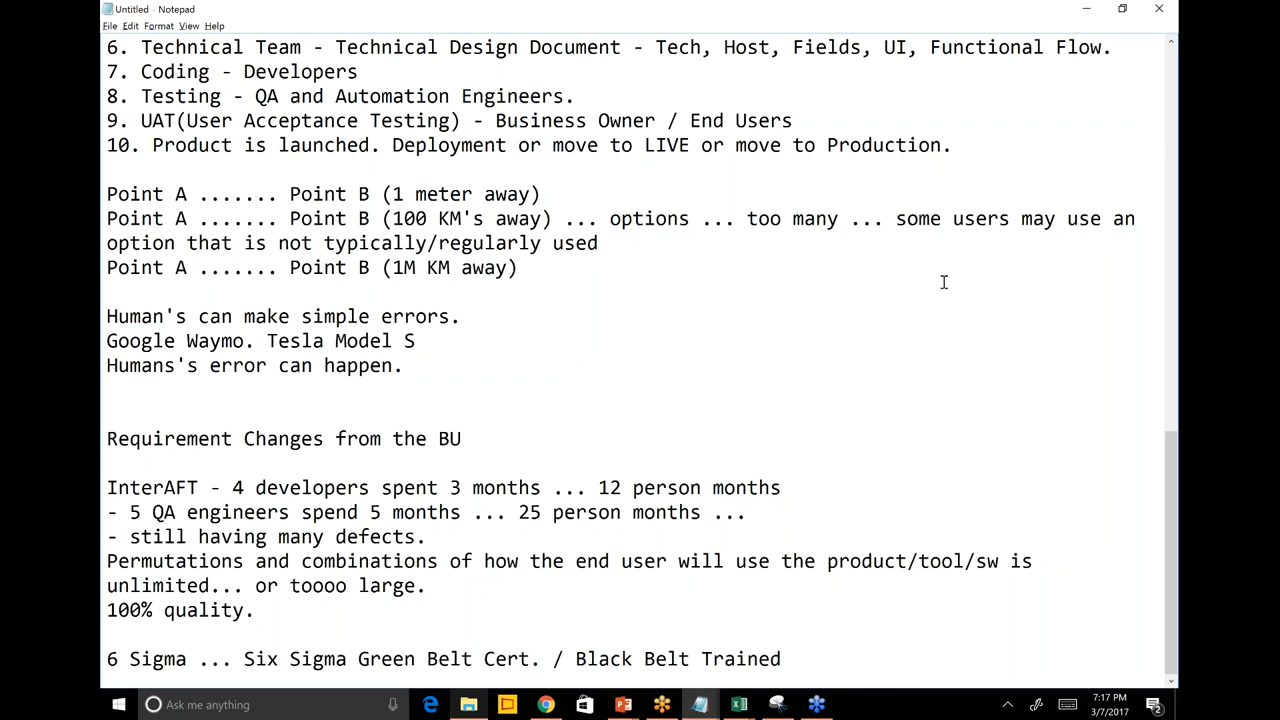 Untitled - Notepad
File Edit Format View Help
6. Technical Team - Technical Design Document - Tech, Host, Fields, UI, Functional Flow.
7. Coding - Developers
8. Testing - QA and Automation Engineers.
9. UAT(User Acceptance Testing) - Business Owner / End Users
10. Product is launched. Deployment or move to LIVE or move to Production.
Point A ....... Point B (1 meter away)
Point A ....... Point B (100 KM's away) ... options ... too many ... some users may use an
option that is not typically/regularly used
Point A ....... Point B (1M KM away)
Human's can make simple errors.
Google Waymo. Tesla Model S
Humans's error can happen.
Requirement Changes from the BU
InterAFT - 4 developers spent 3 months ... 12 person months
- 5 QA engineers spend 5 months ... 25 person months ...
- still having many defects.
Permutations and combinations of how the end user will use the product/tool/sw is
unlimited... or toooo large.
100% quality.
6 Sigma ... Six Sigma Green Belt Cert. / Black Belt Trained
Ask me anything
7:17 PM
3/7/2017
2